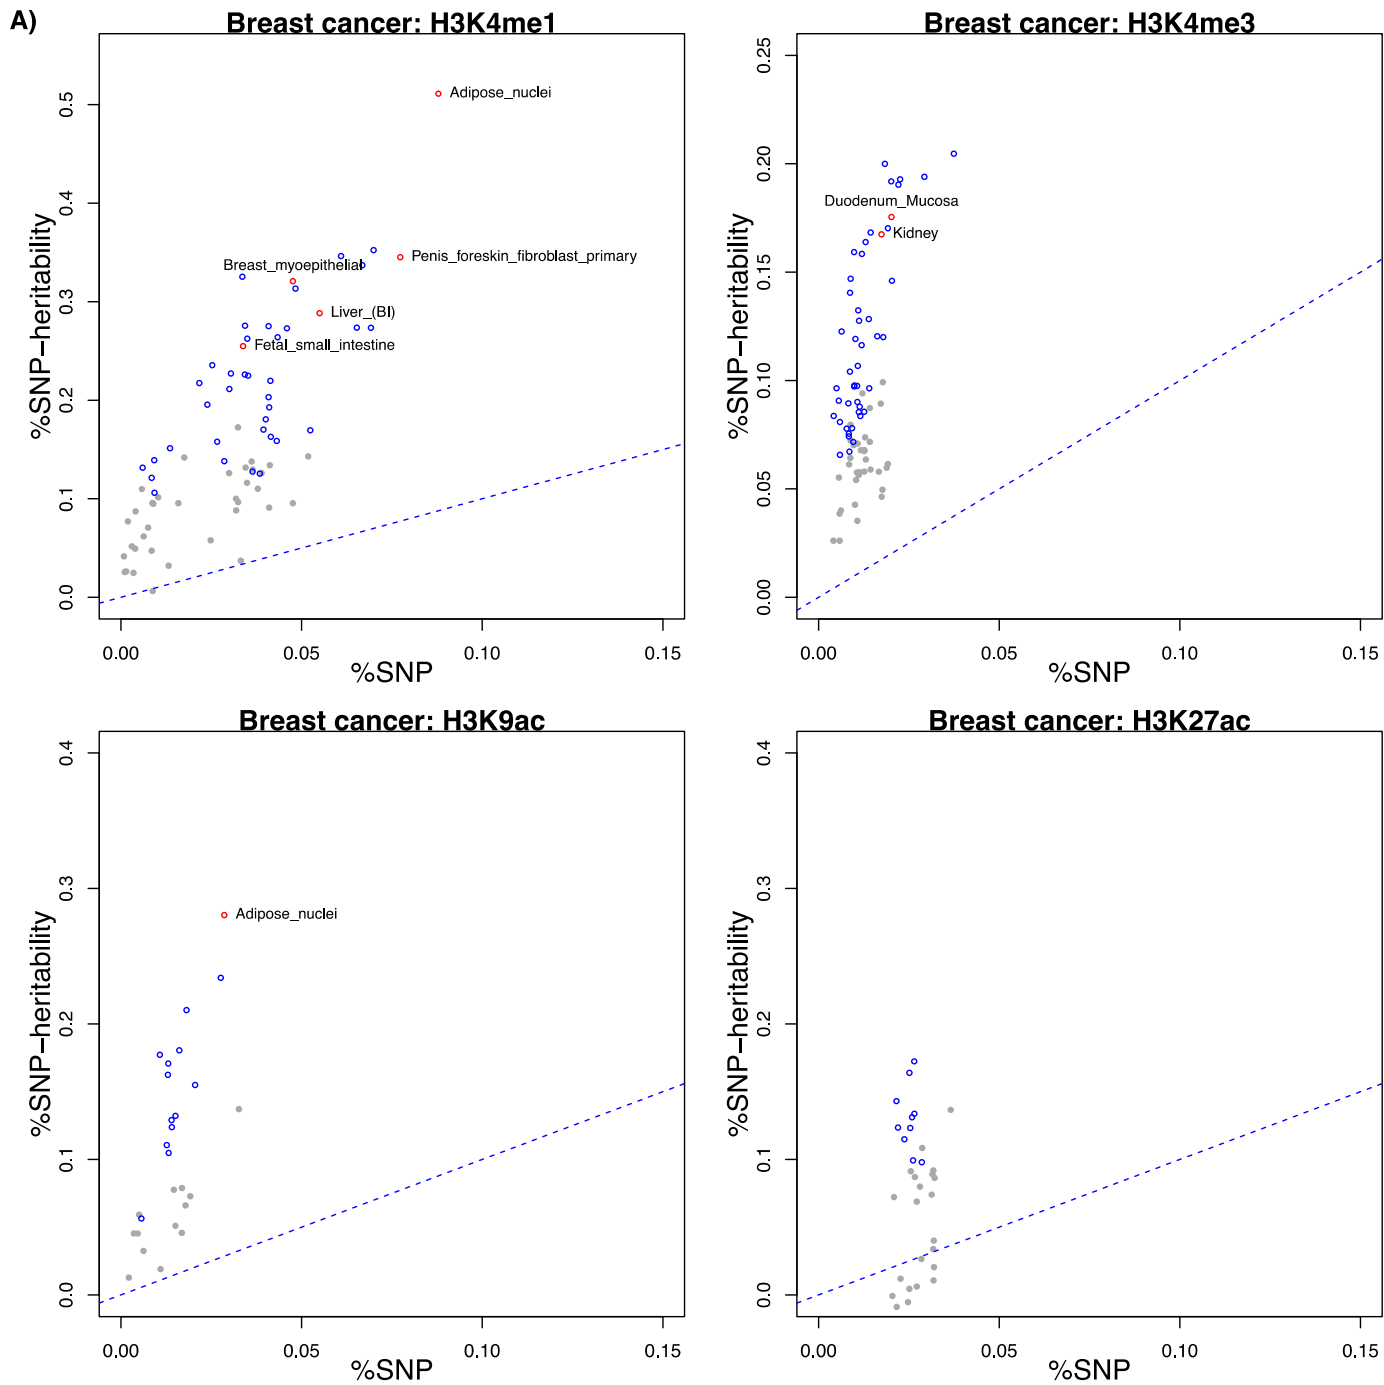 A)
Breast cancer: H3K4me1
%SNP−heritability
0.5
0.4
0.3
0.2
0.1
0.0
Adipose_nuclei
Penis_foreskin_fibroblast_primary
Breast_myoepithelial
Liver_(BI)
Fetal_small_intestine
0.00 0.05 0.10 0.15
%SNP
Breast cancer: H3K4me3
%SNP−heritability
0.25
0.20
0.15
0.10
0.05
0.00
Duodenum_Mucosa
Kidney
0.00 0.05 0.10 0.15
%SNP
Breast cancer: H3K9ac
%SNP−heritability
0.4
0.3
0.2
0.1
0.0
Adipose_nuclei
0.00 0.05 0.10 0.15
%SNP
Breast cancer: H3K27ac
%SNP−heritability
0.4
0.3
0.2
0.1
0.0
0.00 0.05 0.10 0.15
%SNP